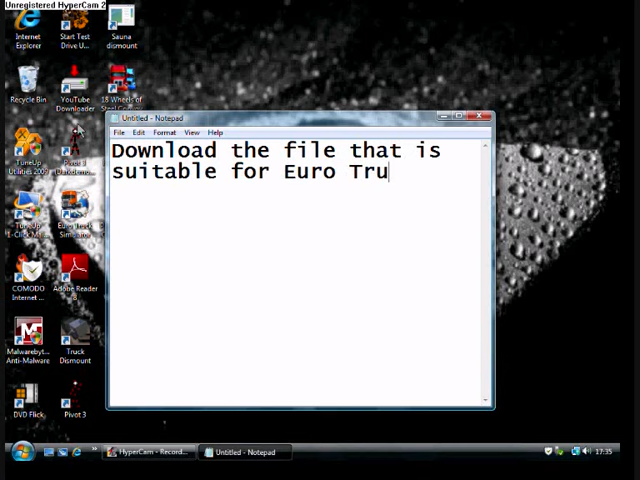 Unregistered HyperCam 2
Internet Explorer
Start Test Drive U...
Sauna dismount
Recycle Bin
YouTube Downloader
18 Wheels of
Untitled - Notepad
File Edit Format View Help
Download the file that is
suitable for Euro Tru
TuneUp Utilities 2009
Pivot
TuneUp 1-Click Mai...
Euro Truck Simulator
COMODO Internet ...
Adobe Reader 8
Malwarebyt... Anti-Malware
Truck Dismount
DVD Flick
Pivot 3
HyperCam - Record...
Untitled - Notepad
17:35